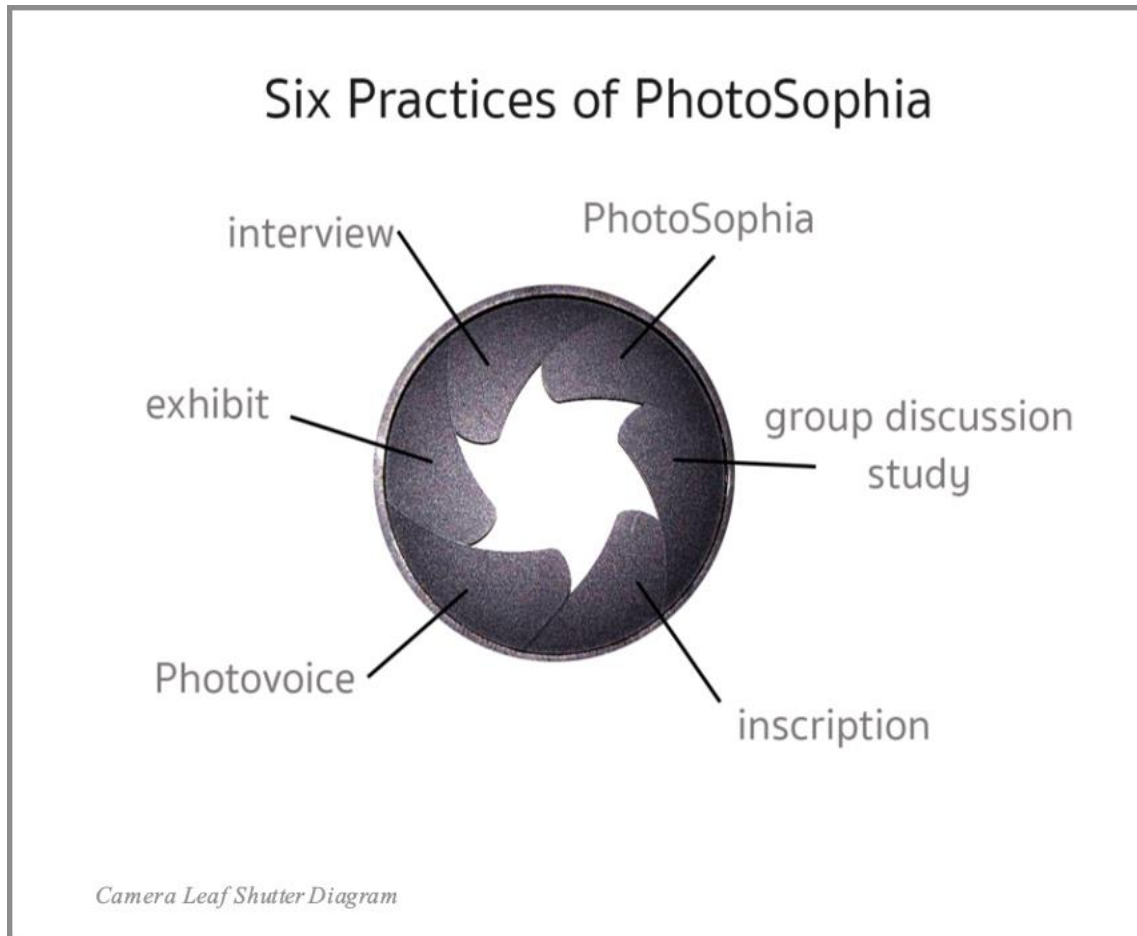 Six Practices of PhotoSophia
interview
PhotoSophia
exhibit
group discussion
study
Photovoice
inscription
Camera Leaf Shutter Diagram